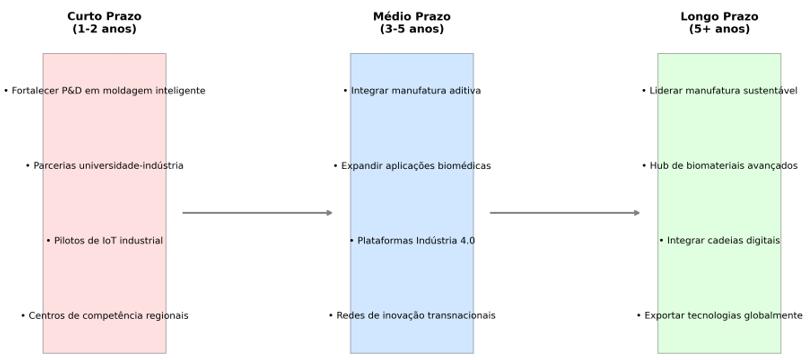 Curto Prazo
(1-2 anos)
• Fortalecer P&D em moldagem inteligente
• Parcerias universidade-indústria
• Pilotos de IoT industrial
• Centros de competência regionais
Médio Prazo
(3-5 anos)
• Integrar manufatura aditiva
• Expandir aplicações biomédicas
• Plataformas Indústria 4.0
• Redes de inovação transnacionais
Longo Prazo
(5+ anos)
• Liderar manufatura sustentável
• Hub de biomateriais avançados
• Integrar cadeias digitais
• Exportar tecnologias globalmente